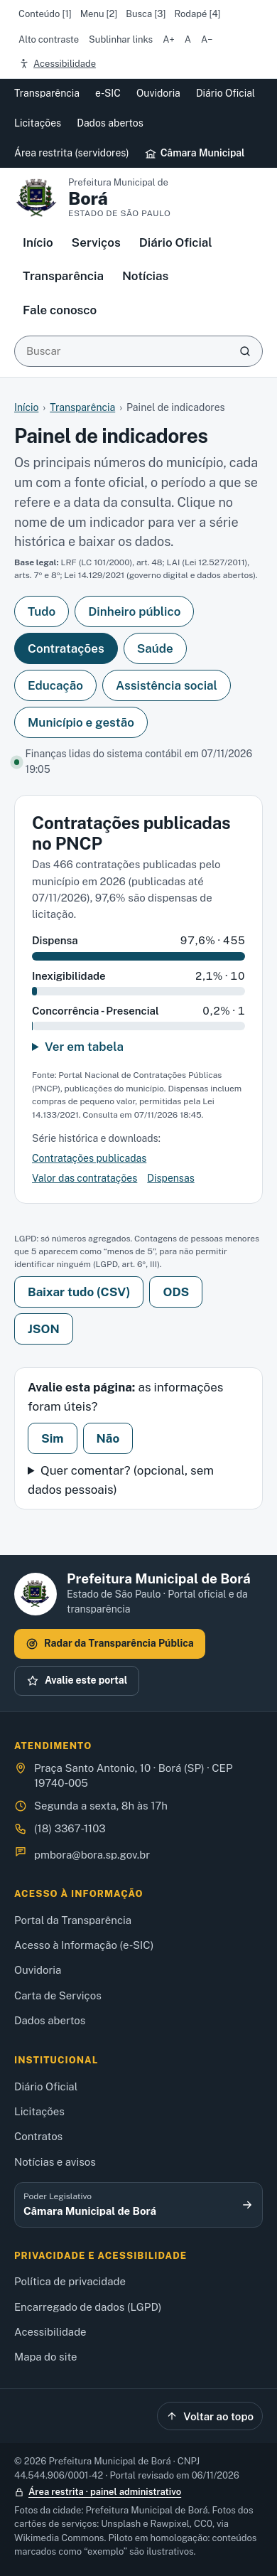 Conteúdo [1] Menu [2] Busca [3] Rodapé [4]
Alto contraste Sublinhar links A+ A A−
Acessibilidade
Transparência e-SIC Ouvidoria Diário Oficial
Licitações Dados abertos
Área restrita (servidores) Câmara Municipal
Prefeitura Municipal de
Borá
ESTADO DE SÃO PAULO
Início Serviços Diário Oficial
Transparência Notícias
Fale conosco
Buscar
Início › Transparência › Painel de indicadores
Painel de indicadores
Os principais números do município, cada
um com a fonte oficial, o período a que se
refere e a data da consulta. Clique no
nome de um indicador para ver a série
histórica e baixar os dados.
Base legal: LRF (LC 101/2000), art. 48; LAI (Lei 12.527/2011),
arts. 7º e 8º; Lei 14.129/2021 (governo digital e dados abertos).
Tudo Dinheiro público
Contratações Saúde
Educação Assistência social
Município e gestão
Finanças lidas do sistema contábil em 07/11/2026
19:05
Contratações publicadas
no PNCP
Das 466 contratações publicadas pelo
município em 2026 (publicadas até
07/11/2026), 97,6% são dispensas de
licitação.
Dispensa 97,6% · 455
Inexigibilidade 2,1% · 10
Concorrência - Presencial 0,2% · 1
Ver em tabela
Fonte: Portal Nacional de Contratações Públicas
(PNCP), publicações do município. Dispensas incluem
compras de pequeno valor, permitidas pela Lei
14.133/2021. Consulta em 07/11/2026 18:45.
Série histórica e downloads:
Contratações publicadas
Valor das contratações Dispensas
LGPD: só números agregados. Contagens de pessoas menores
que 5 aparecem como “menos de 5”, para não permitir
identificar ninguém (LGPD, art. 6º, III).
Baixar tudo (CSV) ODS
JSON
Avalie esta página: as informações
foram úteis?
Sim Não
Quer comentar? (opcional, sem
dados pessoais)
Prefeitura Municipal de Borá
Estado de São Paulo · Portal oficial e da
transparência
Radar da Transparência Pública
Avalie este portal
ATENDIMENTO
Praça Santo Antonio, 10 · Borá (SP) · CEP
19740-005
Segunda a sexta, 8h às 17h
(18) 3367-1103
pmbora@bora.sp.gov.br
ACESSO À INFORMAÇÃO
Portal da Transparência
Acesso à Informação (e-SIC)
Ouvidoria
Carta de Serviços
Dados abertos
INSTITUCIONAL
Diário Oficial
Licitações
Contratos
Notícias e avisos
Poder Legislativo
Câmara Municipal de Borá
PRIVACIDADE E ACESSIBILIDADE
Política de privacidade
Encarregado de dados (LGPD)
Acessibilidade
Mapa do site
Voltar ao topo
© 2026 Prefeitura Municipal de Borá · CNPJ
44.544.906/0001-42 · Portal revisado em 06/11/2026
Área restrita · painel administrativo
Fotos da cidade: Prefeitura Municipal de Borá. Fotos dos
cartões de serviços: Unsplash e Rawpixel, CC0, via
Wikimedia Commons. Piloto em homologação: conteúdos
marcados como “exemplo” são ilustrativos.